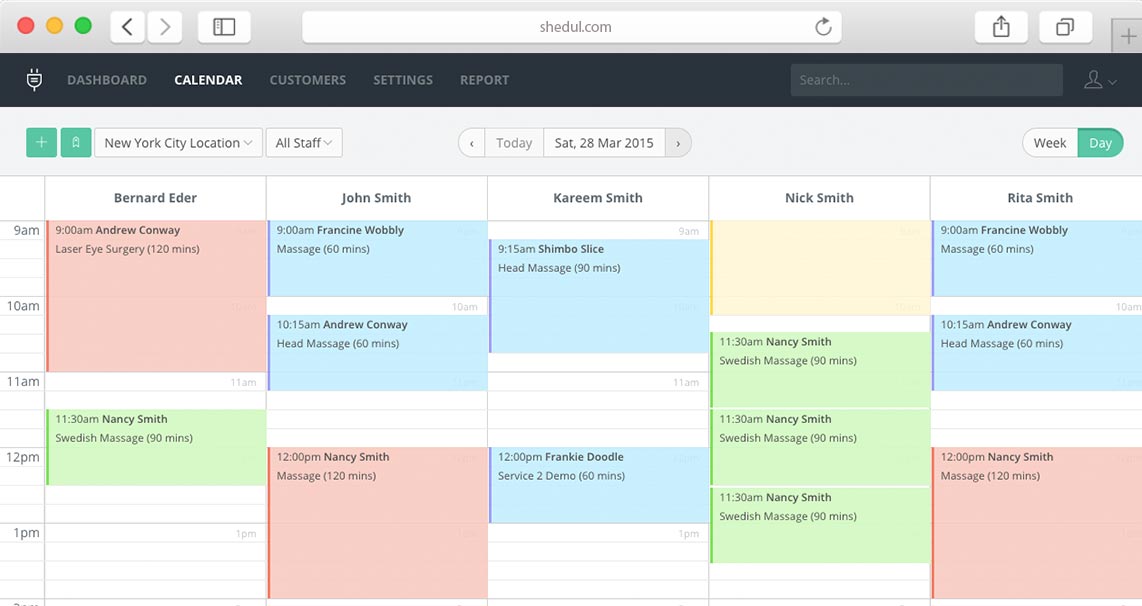 shedul.com
DASHBOARD CALENDAR CUSTOMERS SETTINGS REPORT Search...
New York City Location All Staff Today Sat, 28 Mar 2015 Week Day
Bernard Eder John Smith Kareem Smith Nick Smith Rita Smith
9am
9:00am Andrew Conway
Laser Eye Surgery (120 mins)
9:00am Francine Wobbly
Massage (60 mins)
9am
9:15am Shimbo Slice
Head Massage (90 mins)
9:00am Francine Wobbly
Massage (60 mins)
10am
10am
10am
10:15am Andrew Conway
Head Massage (60 mins)
11:30am Nancy Smith
Swedish Massage (90 mins)
10:15am Andrew Conway
Head Massage (60 mins)
11am
11am
11am
11:30am Nancy Smith
Swedish Massage (90 mins)
11:30am Nancy Smith
Swedish Massage (90 mins)
12pm
12:00pm Nancy Smith
Massage (120 mins)
12:00pm Frankie Doodle
Service 2 Demo (60 mins)
12:00pm Nancy Smith
Massage (120 mins)
11:30am Nancy Smith
Swedish Massage (90 mins)
1pm
1pm
1pm